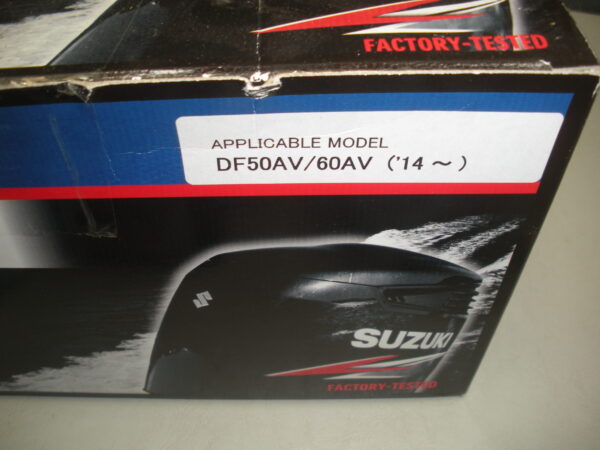 FACTORY-TESTED
APPLICABLE MODEL
DF50AV/60AV ('14 ~ )
SUZUKI
FACTORY-TESTED